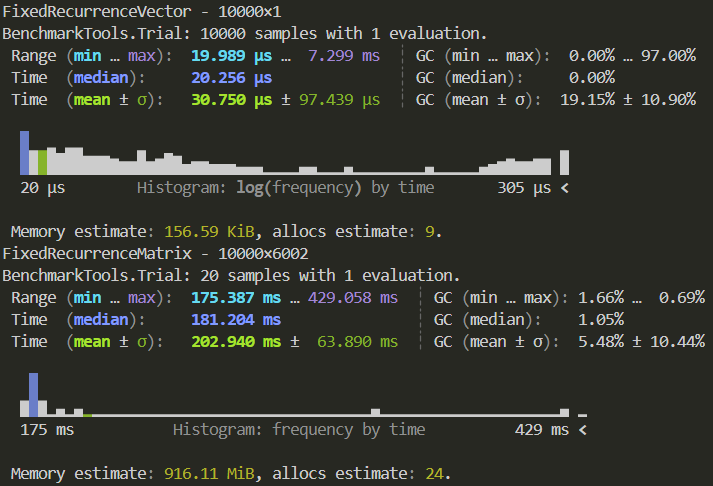 FixedRecurrenceVector - 10000×1
BenchmarkTools.Trial: 10000 samples with 1 evaluation.
Range (min … max): 19.989 μs … 7.299 ms ┊ GC (min … max): 0.00% … 97.00%
Time (median): 20.256 μs ┊ GC (median): 0.00%
Time (mean ± σ): 30.750 μs ± 97.439 μs ┊ GC (mean ± σ): 19.15% ± 10.90%
20 μs Histogram: log(frequency) by time 305 μs <
Memory estimate: 156.59 KiB, allocs estimate: 9.
FixedRecurrenceMatrix - 10000×6002
BenchmarkTools.Trial: 20 samples with 1 evaluation.
Range (min … max): 175.387 ms … 429.058 ms ┊ GC (min … max): 1.66% … 0.69%
Time (median): 181.204 ms ┊ GC (median): 1.05%
Time (mean ± σ): 202.940 ms ± 63.890 ms ┊ GC (mean ± σ): 5.48% ± 10.44%
175 ms Histogram: frequency by time 429 ms <
Memory estimate: 916.11 MiB, allocs estimate: 24.